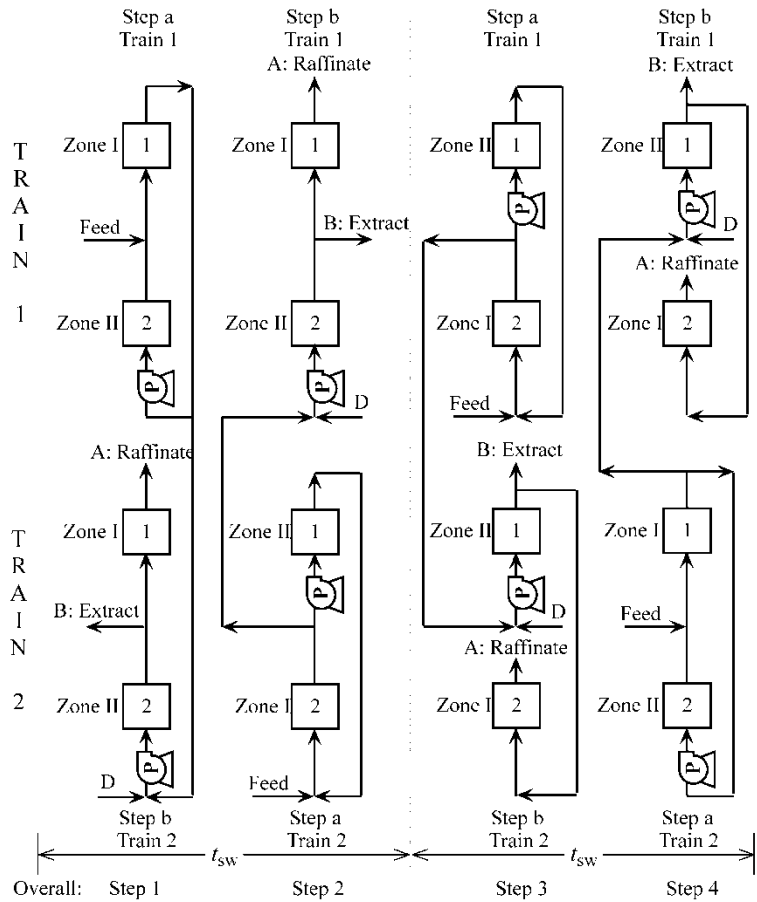 Step a
Train 1
Step b
Train 1
Step a
Train 1
Step b
Train 1
A: Raffinate
B: Extract
TRAIN 1
Zone I
1
Zone I
1
Zone II
1
Zone II
1
P
P
Feed
B: Extract
D
A: Raffinate
Zone II
2
Zone II
2
Zone I
2
Zone I
2
P
P
D
Feed
A: Raffinate
B: Extract
TRAIN 2
Zone I
1
Zone II
1
Zone II
1
Zone I
1
P
P
B: Extract
D
Feed
A: Raffinate
Zone II
2
Zone I
2
Zone I
2
Zone II
2
P
P
D
Feed
Step b
Train 2
Step a
Train 2
Step b
Train 2
Step a
Train 2
tsw
tsw
Overall: Step 1 Step 2 Step 3 Step 4